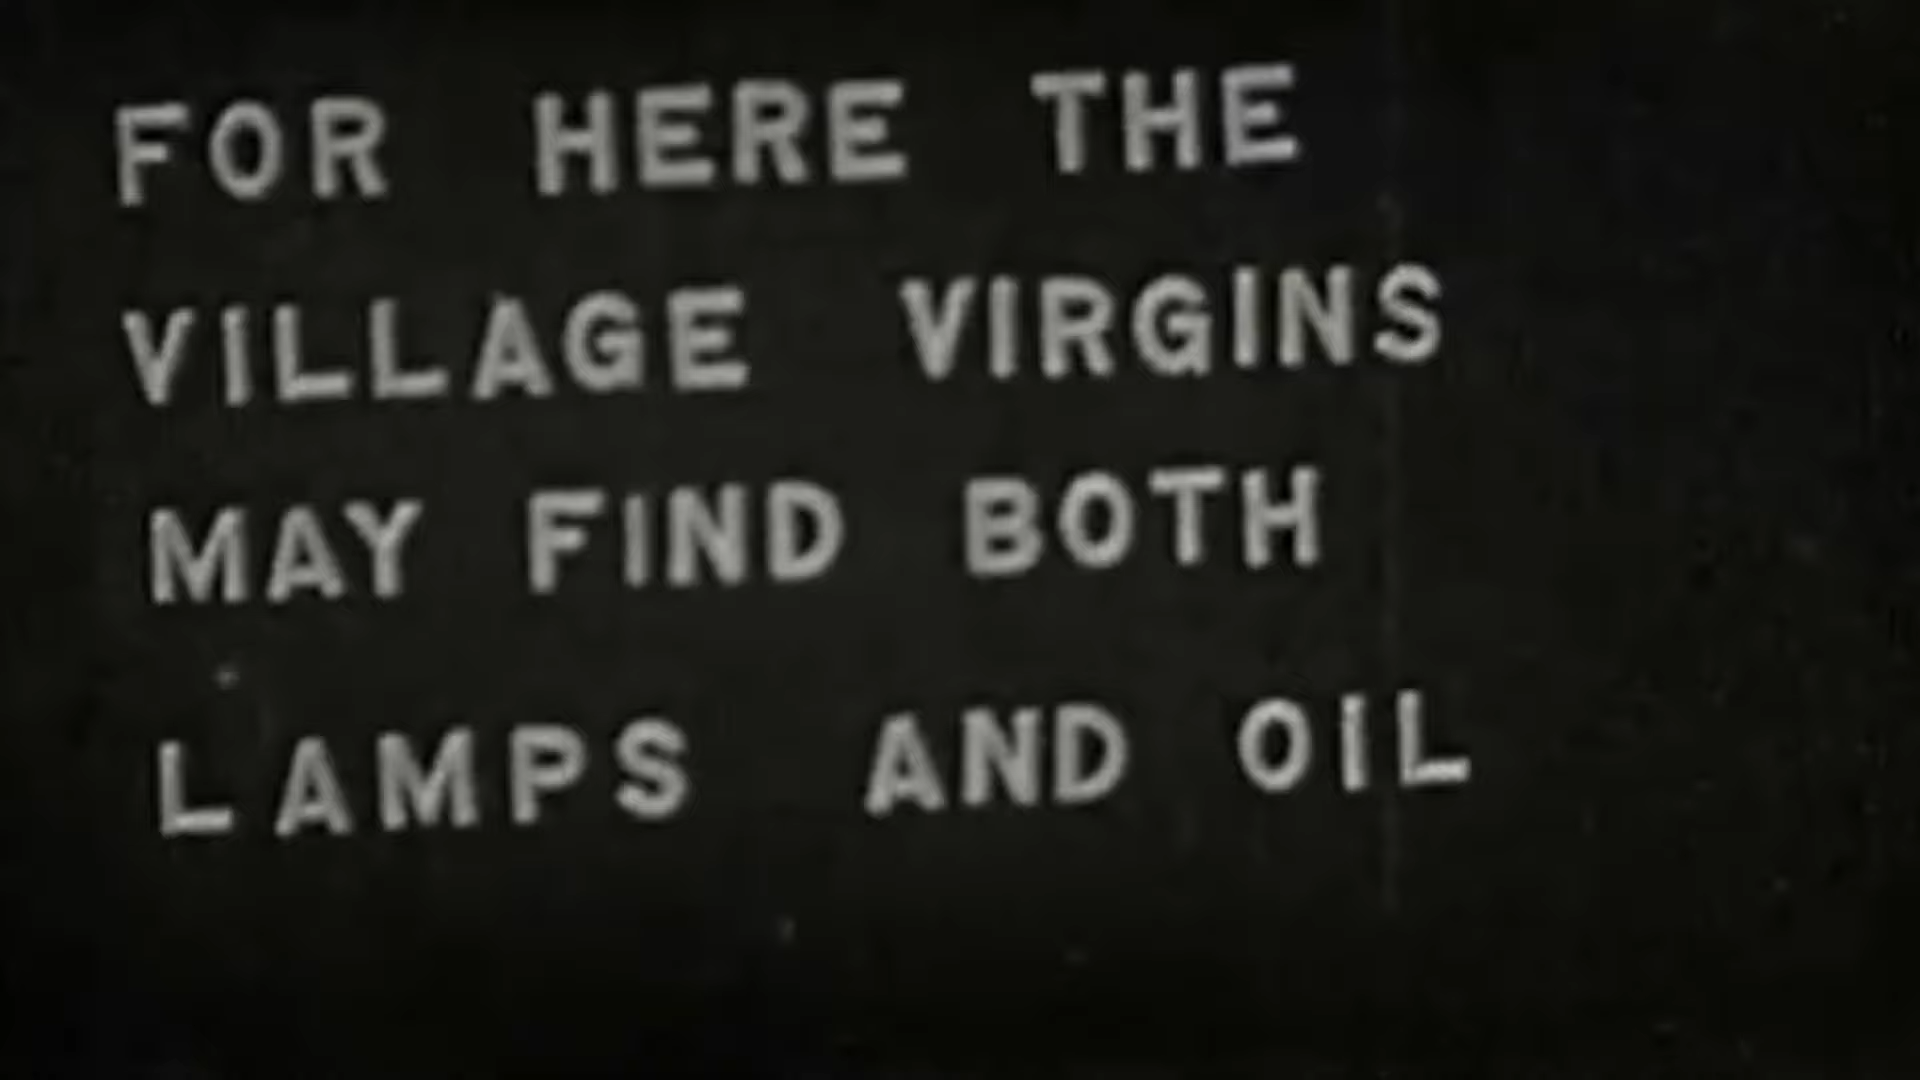 FOR HERE THE
VILLAGE VIRGINS
MAY FIND BOTH
LAMPS AND OIL